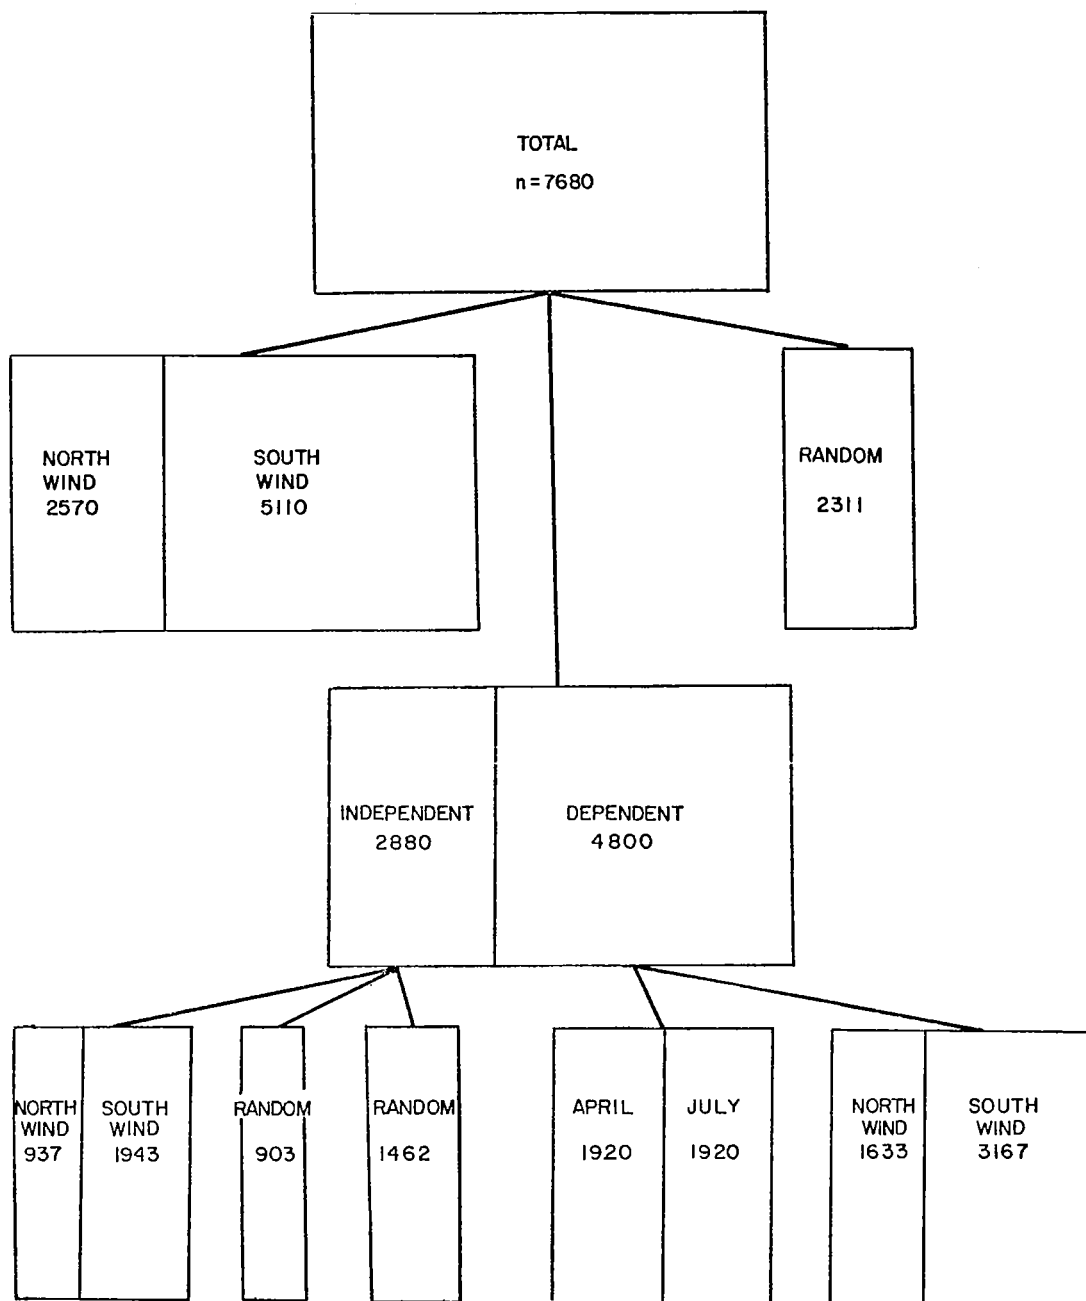 TOTAL
n=7680
NORTH
WIND
2570
SOUTH
WIND
5110
RANDOM
2311
INDEPENDENT
2880
DEPENDENT
4800
NORTH
WIND
937
SOUTH
WIND
1943
RANDOM
903
RANDOM
1462
APRIL
1920
JULY
1920
NORTH
WIND
1633
SOUTH
WIND
3167